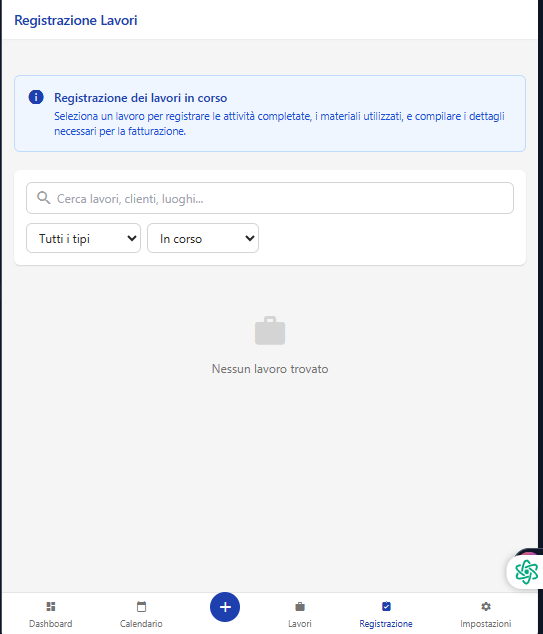 Registrazione Lavori
Registrazione dei lavori in corso
Seleziona un lavoro per registrare le attività completate, i materiali utilizzati, e compilare i dettagli
necessari per la fatturazione.
Cerca lavori, clienti, luoghi...
Tutti i tipi
In corso
Nessun lavoro trovato
Dashboard
Calendario
Lavori
Registrazione
Impostazioni